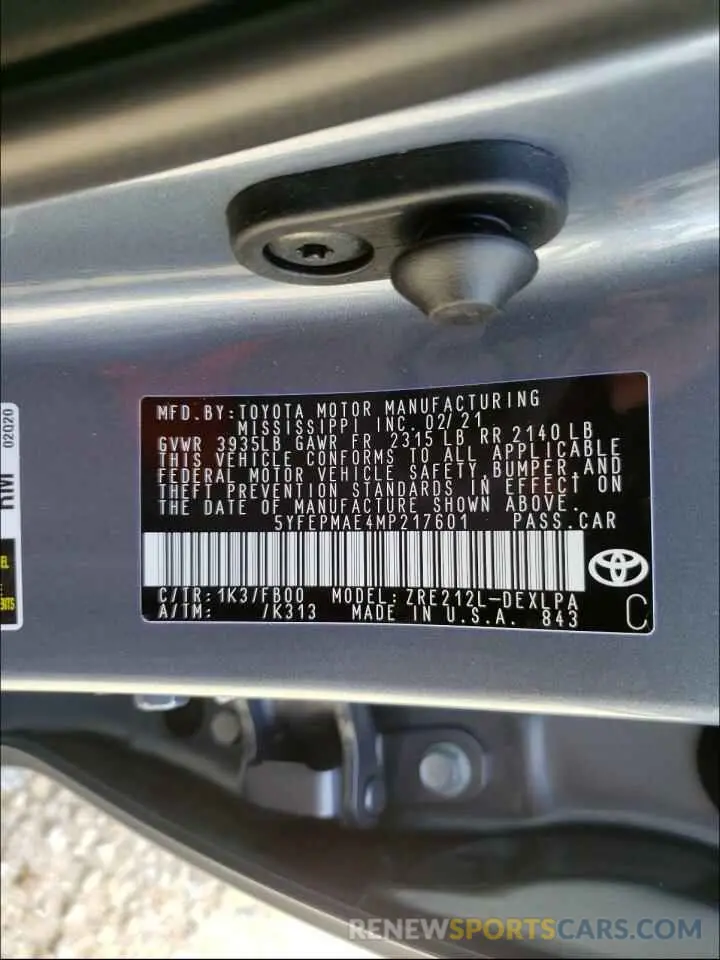 MFD.BY:TOYOTA MOTOR MANUFACTURING
MISSISSIPPI INC. 02/21
GVWR 3935LB GAWR FR 2315 LB RR 2140 LB
THIS VEHICLE CONFORMS TO ALL APPLICABLE
FEDERAL MOTOR VEHICLE SAFETY,BUMPER,AND
THEFT PREVENTION STANDARDS IN EFFECT ON
THE DATE OF MANUFACTURE SHOWN ABOVE.
5YFEPMAE4MP217601 PASS.CAR
C/TR:1K3/FB00 MODEL:ZRE212L-DEXLPA
A/TM: /K313 MADE IN U.S.A. 843
C
02020
RM
RENEWSPORTSCARS.COM